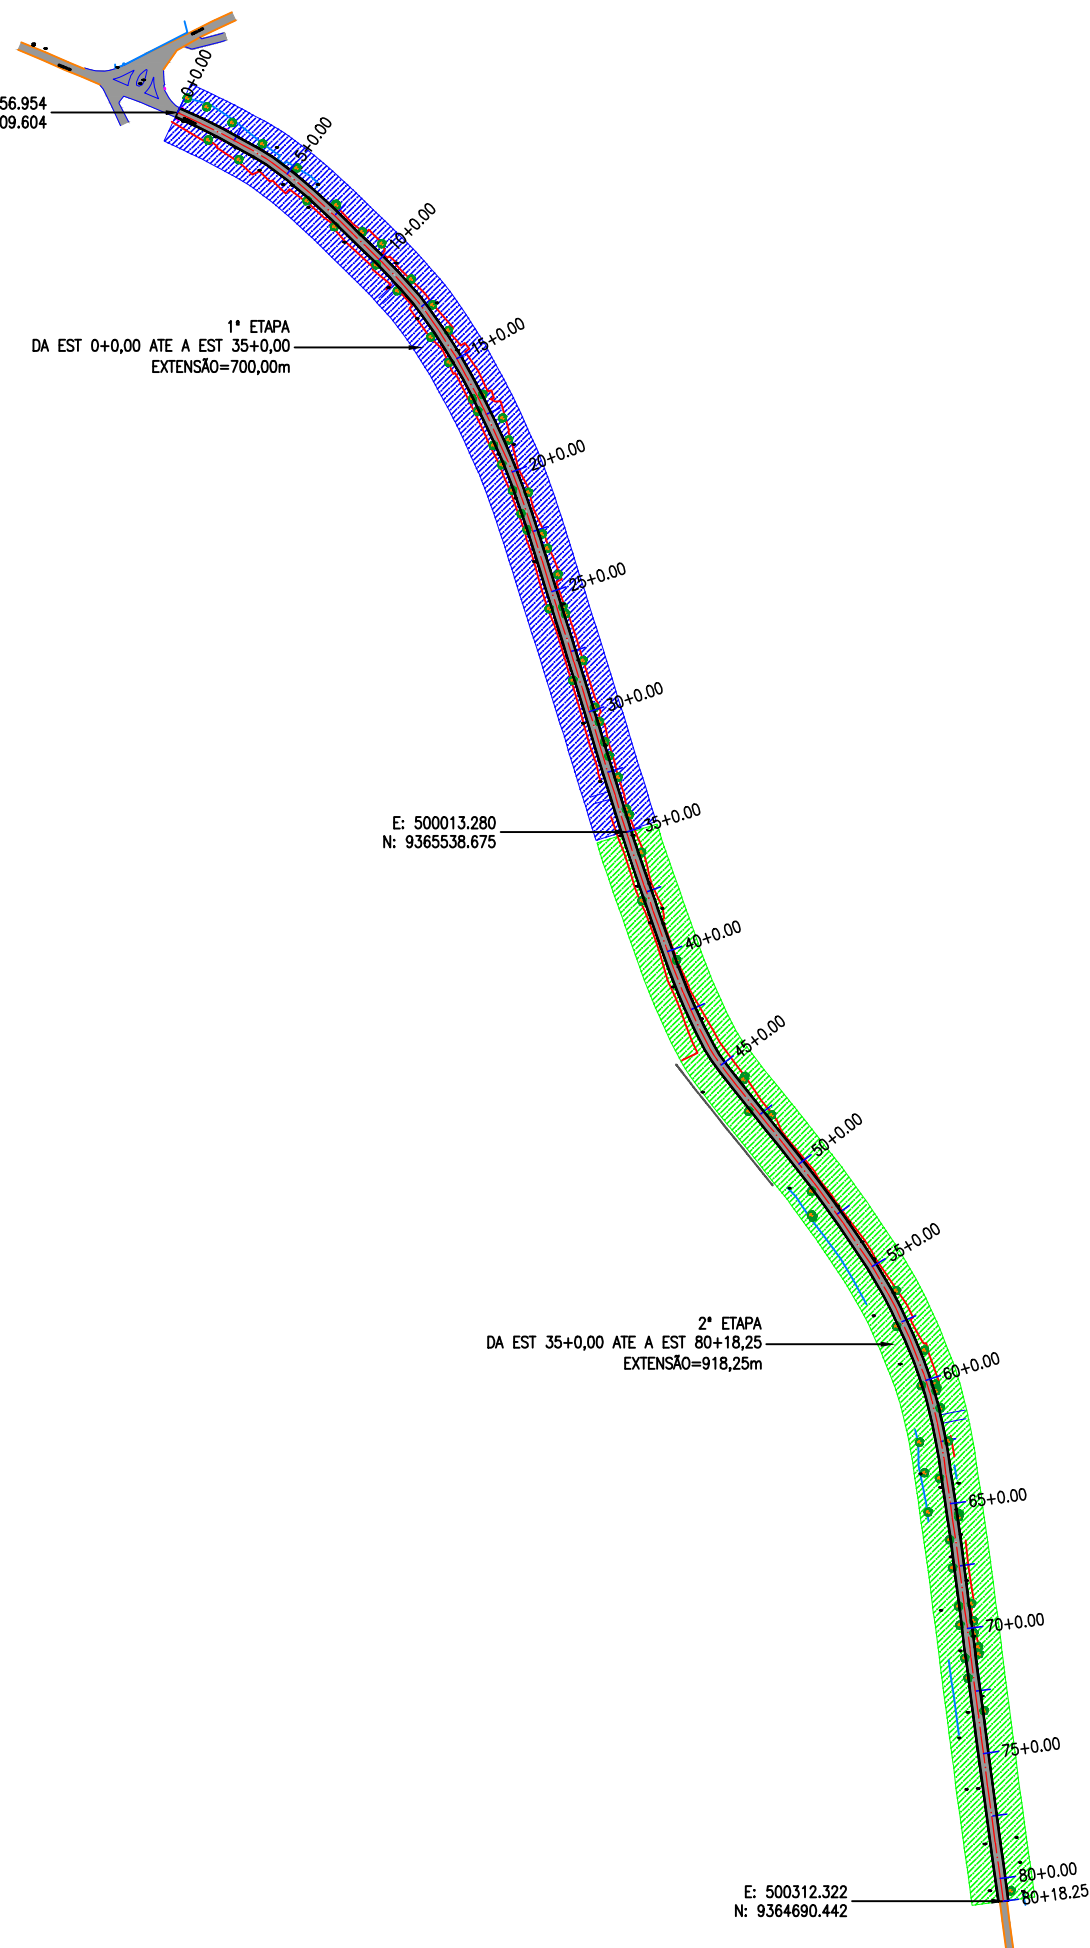 0+0.00
56.954
09.604
5+0.00
10+0.00
1ª ETAPA
DA EST 0+0,00 ATE A EST 35+0,00
EXTENSÃO=700,00m
15+0.00
20+0.00
25+0.00
30+0.00
E: 500013.280
N: 9365538.675
35+0.00
40+0.00
45+0.00
50+0.00
55+0.00
2ª ETAPA
DA EST 35+0,00 ATE A EST 80+18,25
EXTENSÃO=918,25m
60+0.00
65+0.00
70+0.00
75+0.00
80+0.00
E: 500312.322
N: 9364690.442
80+18.25